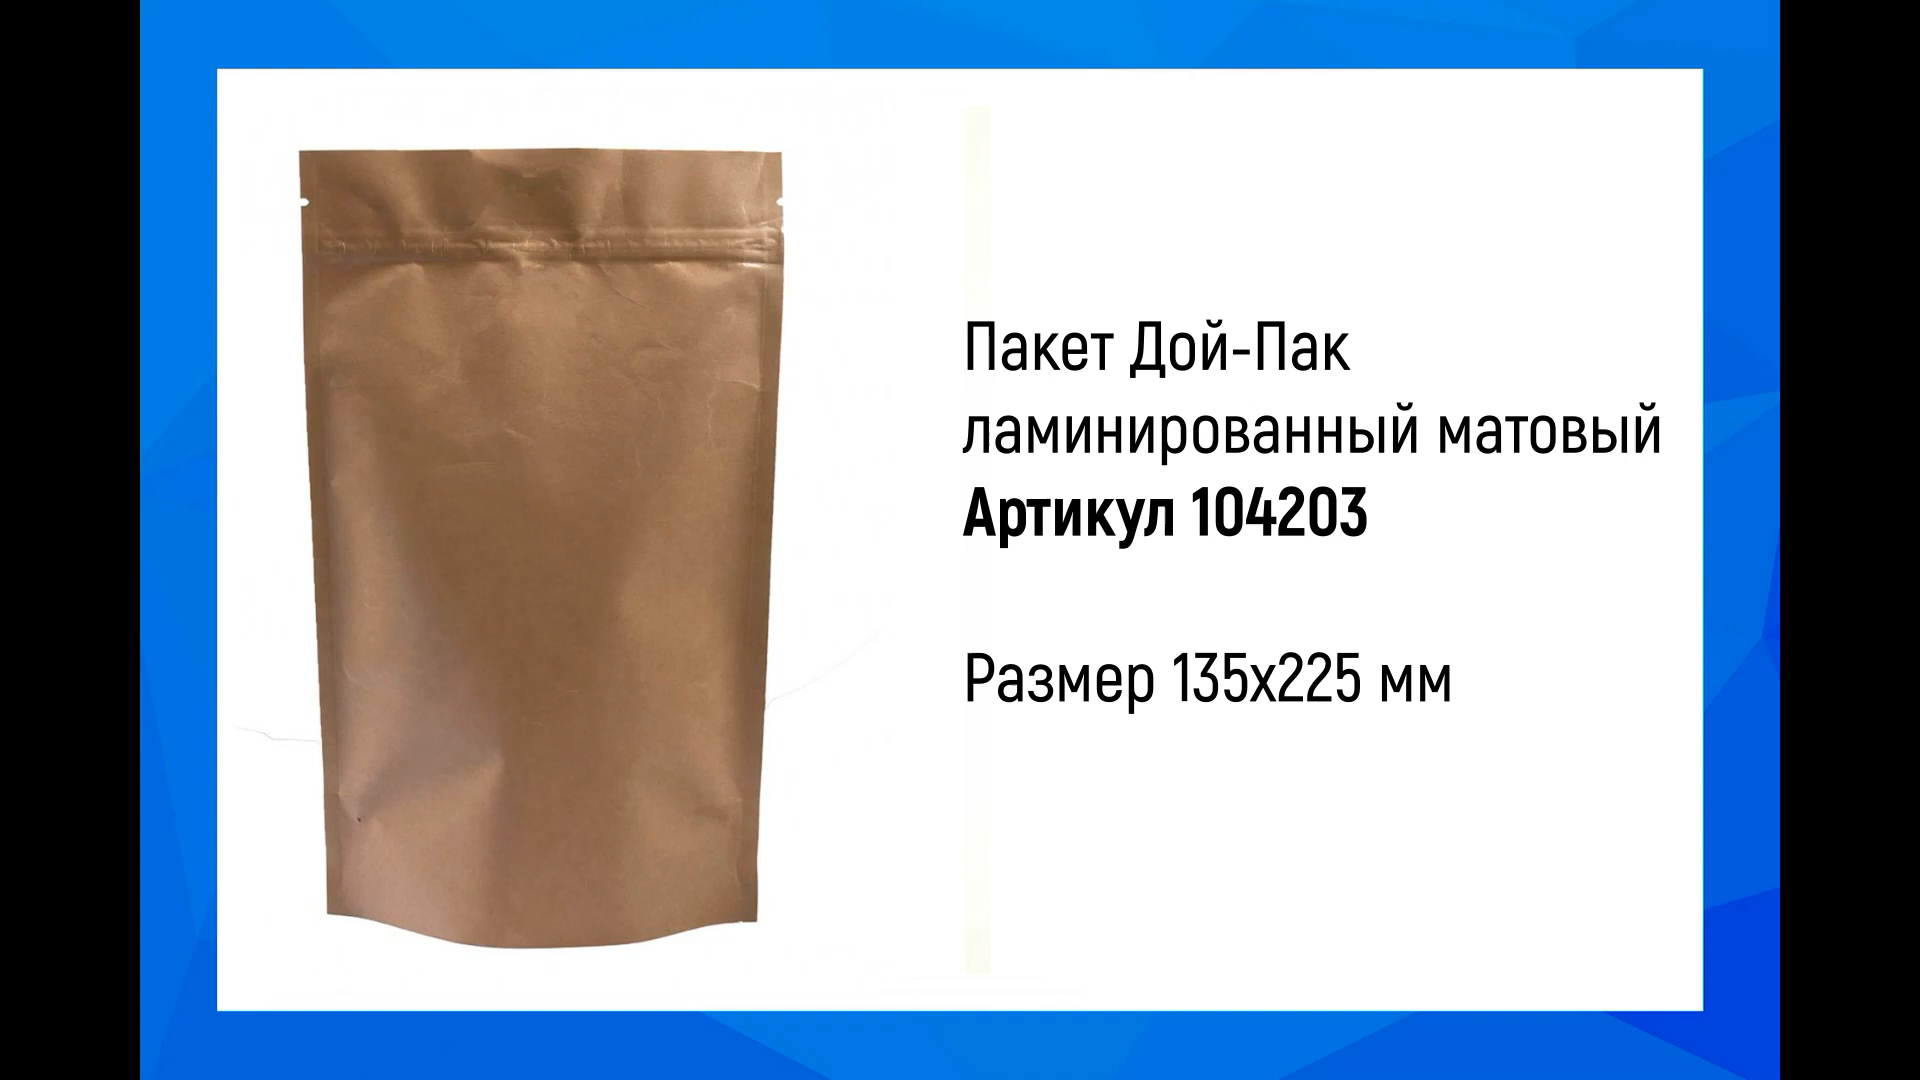 Пакет Дой-Пак
ламинированный матовый
Артикул 104203
Размер 135х225 мм